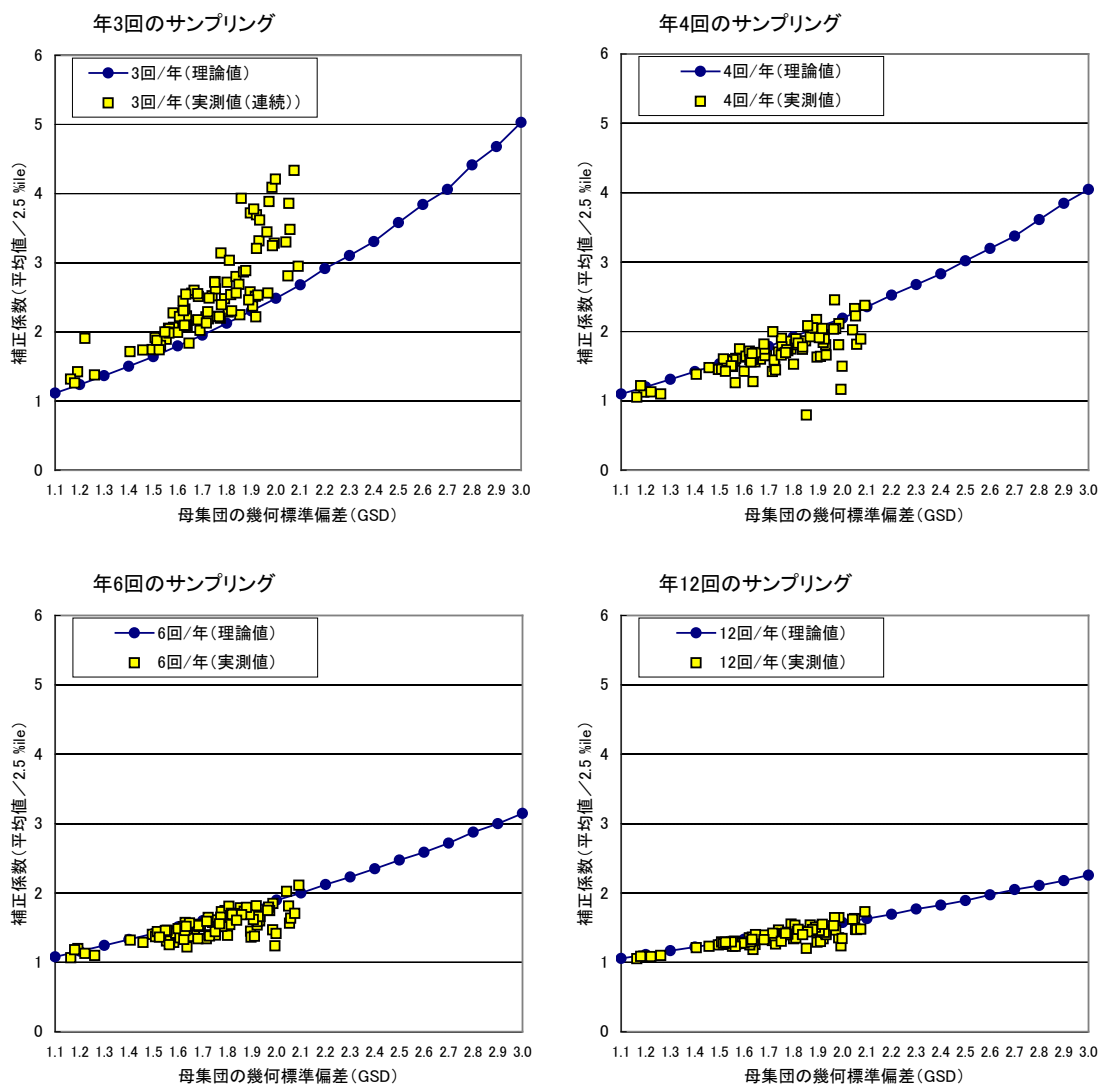 年3回のサンプリング
6
5
4
3
2
1
0
3回/年(理論値)
3回/年(実測値(連続))
補正係数(平均値/2.5 %ile)
1.1 1.2 1.3 1.4 1.5 1.6 1.7 1.8 1.9 2.0 2.1 2.2 2.3 2.4 2.5 2.6 2.7 2.8 2.9 3.0
母集団の幾何標準偏差(GSD)
年4回のサンプリング
6
5
4
3
2
1
0
4回/年(理論値)
4回/年(実測値)
補正係数(平均値/2.5 %ile)
1.1 1.2 1.3 1.4 1.5 1.6 1.7 1.8 1.9 2.0 2.1 2.2 2.3 2.4 2.5 2.6 2.7 2.8 2.9 3.0
母集団の幾何標準偏差(GSD)
年6回のサンプリング
6
5
4
3
2
1
0
6回/年(理論値)
6回/年(実測値)
補正係数(平均値/2.5 %ile)
1.1 1.2 1.3 1.4 1.5 1.6 1.7 1.8 1.9 2.0 2.1 2.2 2.3 2.4 2.5 2.6 2.7 2.8 2.9 3.0
母集団の幾何標準偏差(GSD)
年12回のサンプリング
6
5
4
3
2
1
0
12回/年(理論値)
12回/年(実測値)
補正係数(平均値/2.5 %ile)
1.1 1.2 1.3 1.4 1.5 1.6 1.7 1.8 1.9 2.0 2.1 2.2 2.3 2.4 2.5 2.6 2.7 2.8 2.9 3.0
母集団の幾何標準偏差(GSD)